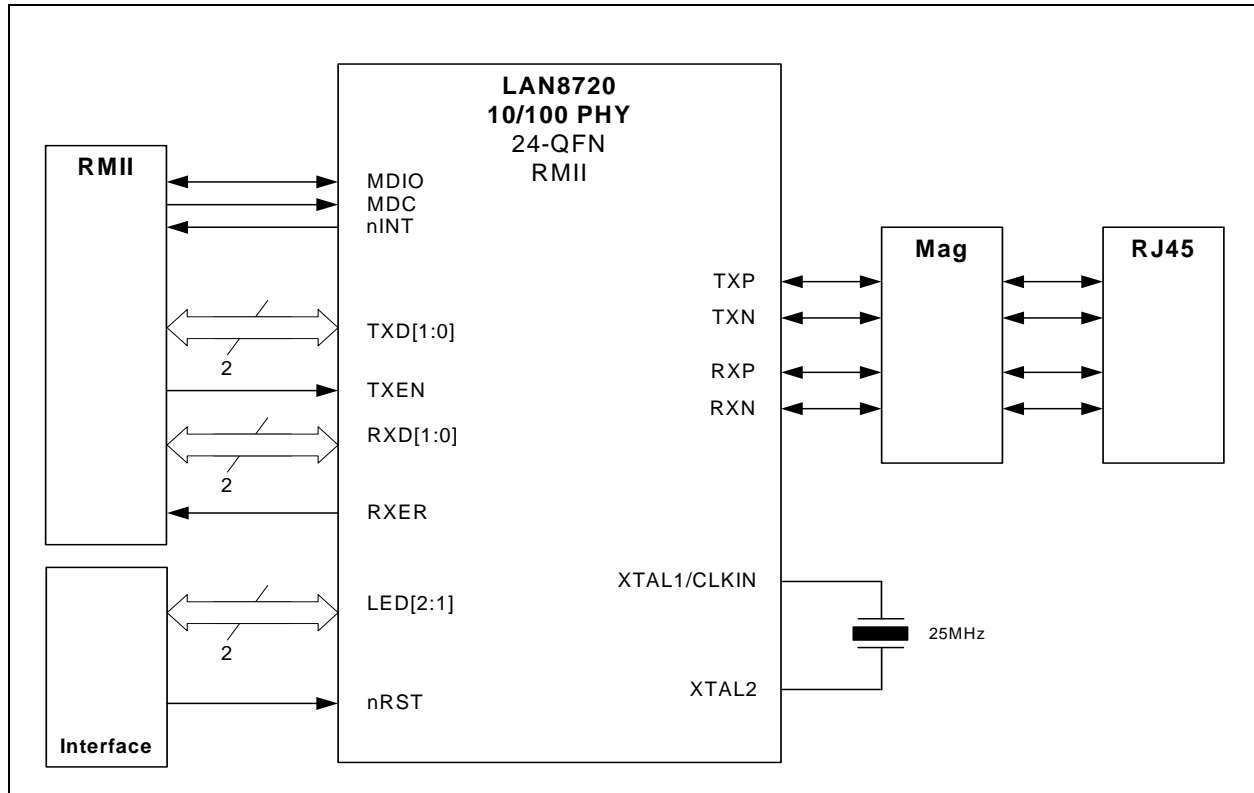 LAN8720
10/100 PHY
24-QFN
RMII
RMII
MDIO
MDC
nINT
TXD[1:0]
2
TXEN
RXD[1:0]
2
RXER
LED[2:1]
2
nRST
Interface
TXP
TXN
RXP
RXN
Mag
RJ45
XTAL1/CLKIN
25MHz
XTAL2